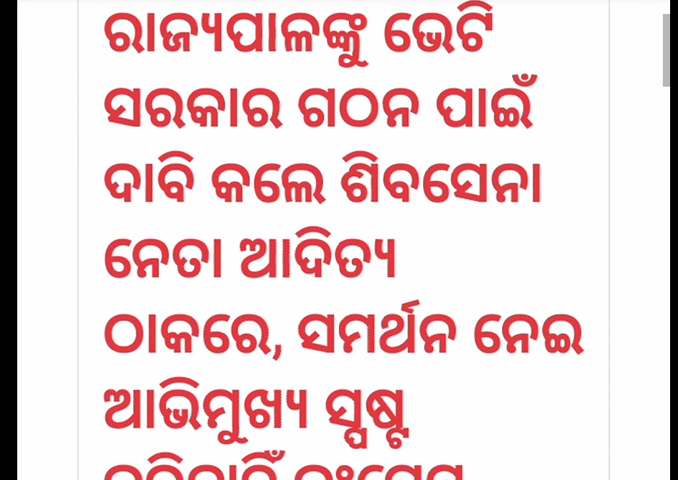 ରାଜ୍ୟପାଳଙ୍କୁ ଭେଟି
ସରକାର ଗଠନ ପାଇଁ
ଦାବି କଲେ ଶିବସେନା
ନେତା ଆଦିତ୍ୟ
ଠାକରେ, ସମର୍ଥନ ନେଇ
ଆଭିମୁଖ୍ୟ ସ୍ପଷ୍ଟ